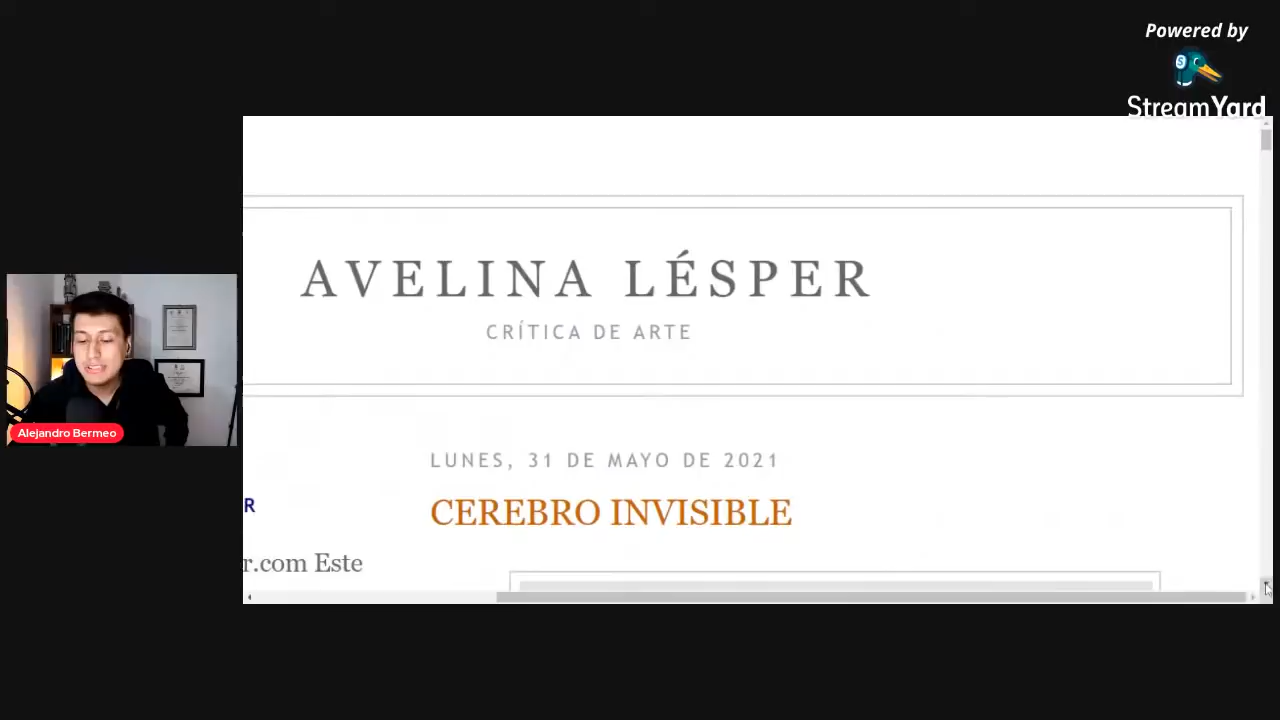 Powered by
StreamYard
AVELINA LÉSPER
CRÍTICA DE ARTE
LUNES, 31 DE MAYO DE 2021
R
CEREBRO INVISIBLE
r.com Este
Alejandro Bermeo